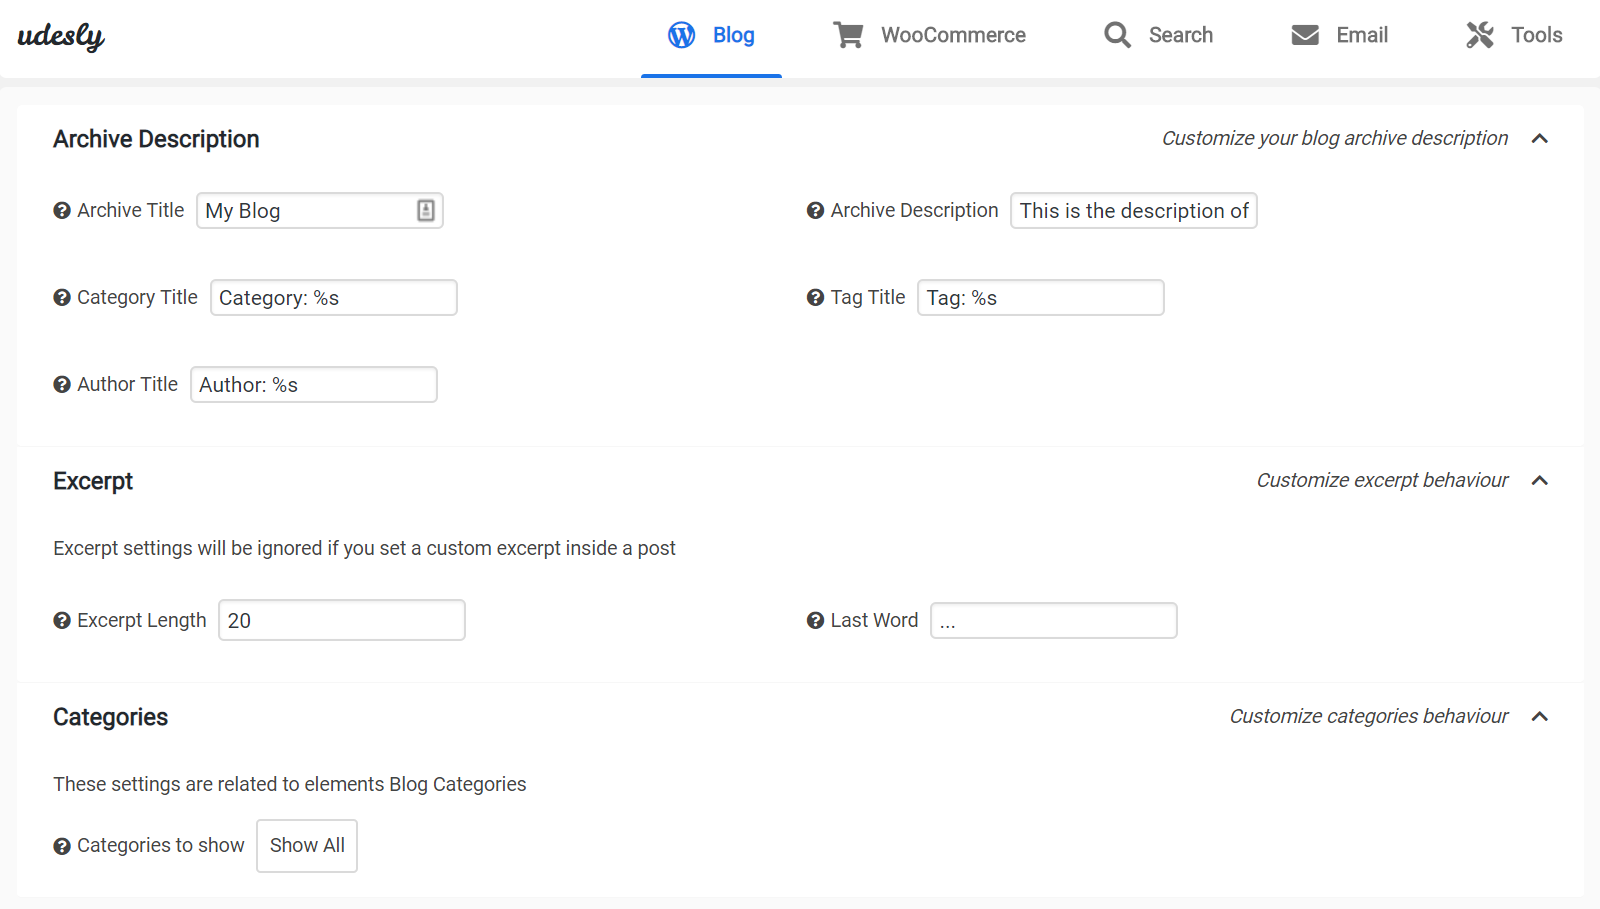 udesly
Blog
WooCommerce
Search
Email
Tools
Archive Description
Customize your blog archive description
Archive Title
My Blog
Archive Description
This is the description of
Category Title
Category: %s
Tag Title
Tag: %s
Author Title
Author: %s
Excerpt
Customize excerpt behaviour
Excerpt settings will be ignored if you set a custom excerpt inside a post
Excerpt Length
20
Last Word
...
Categories
Customize categories behaviour
These settings are related to elements Blog Categories
Categories to show
Show All